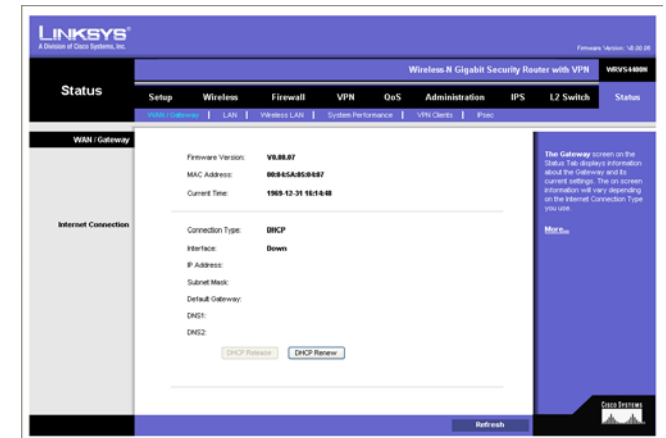 LINKSYS®
A Division of Cisco Systems, Inc.
Firmware Version: V0.00.05
Wireless-N Gigabit Security Router with VPN WRVS4400N
Status
Setup Wireless Firewall VPN QoS Administration IPS L2 Switch Status
WAN / Gateway | LAN | Wireless LAN | System Performance | VPN Clients | IPsec
WAN / Gateway
Firmware Version: V0.00.07
MAC Address:
Current Time: 1969-12-31 16:14:48
Internet Connection
Connection Type: DHCP
Interface: Down
IP Address:
Subnet Mask:
Default Gateway:
DNS1:
DNS2:
DHCP Release DHCP Renew
The Gateway screen on the
Status Tab displays information
about the Gateway and its
current settings. The on screen
information will vary depending
on the Internet Connection Type
you use.
More...
Refresh
CISCO SYSTEMS